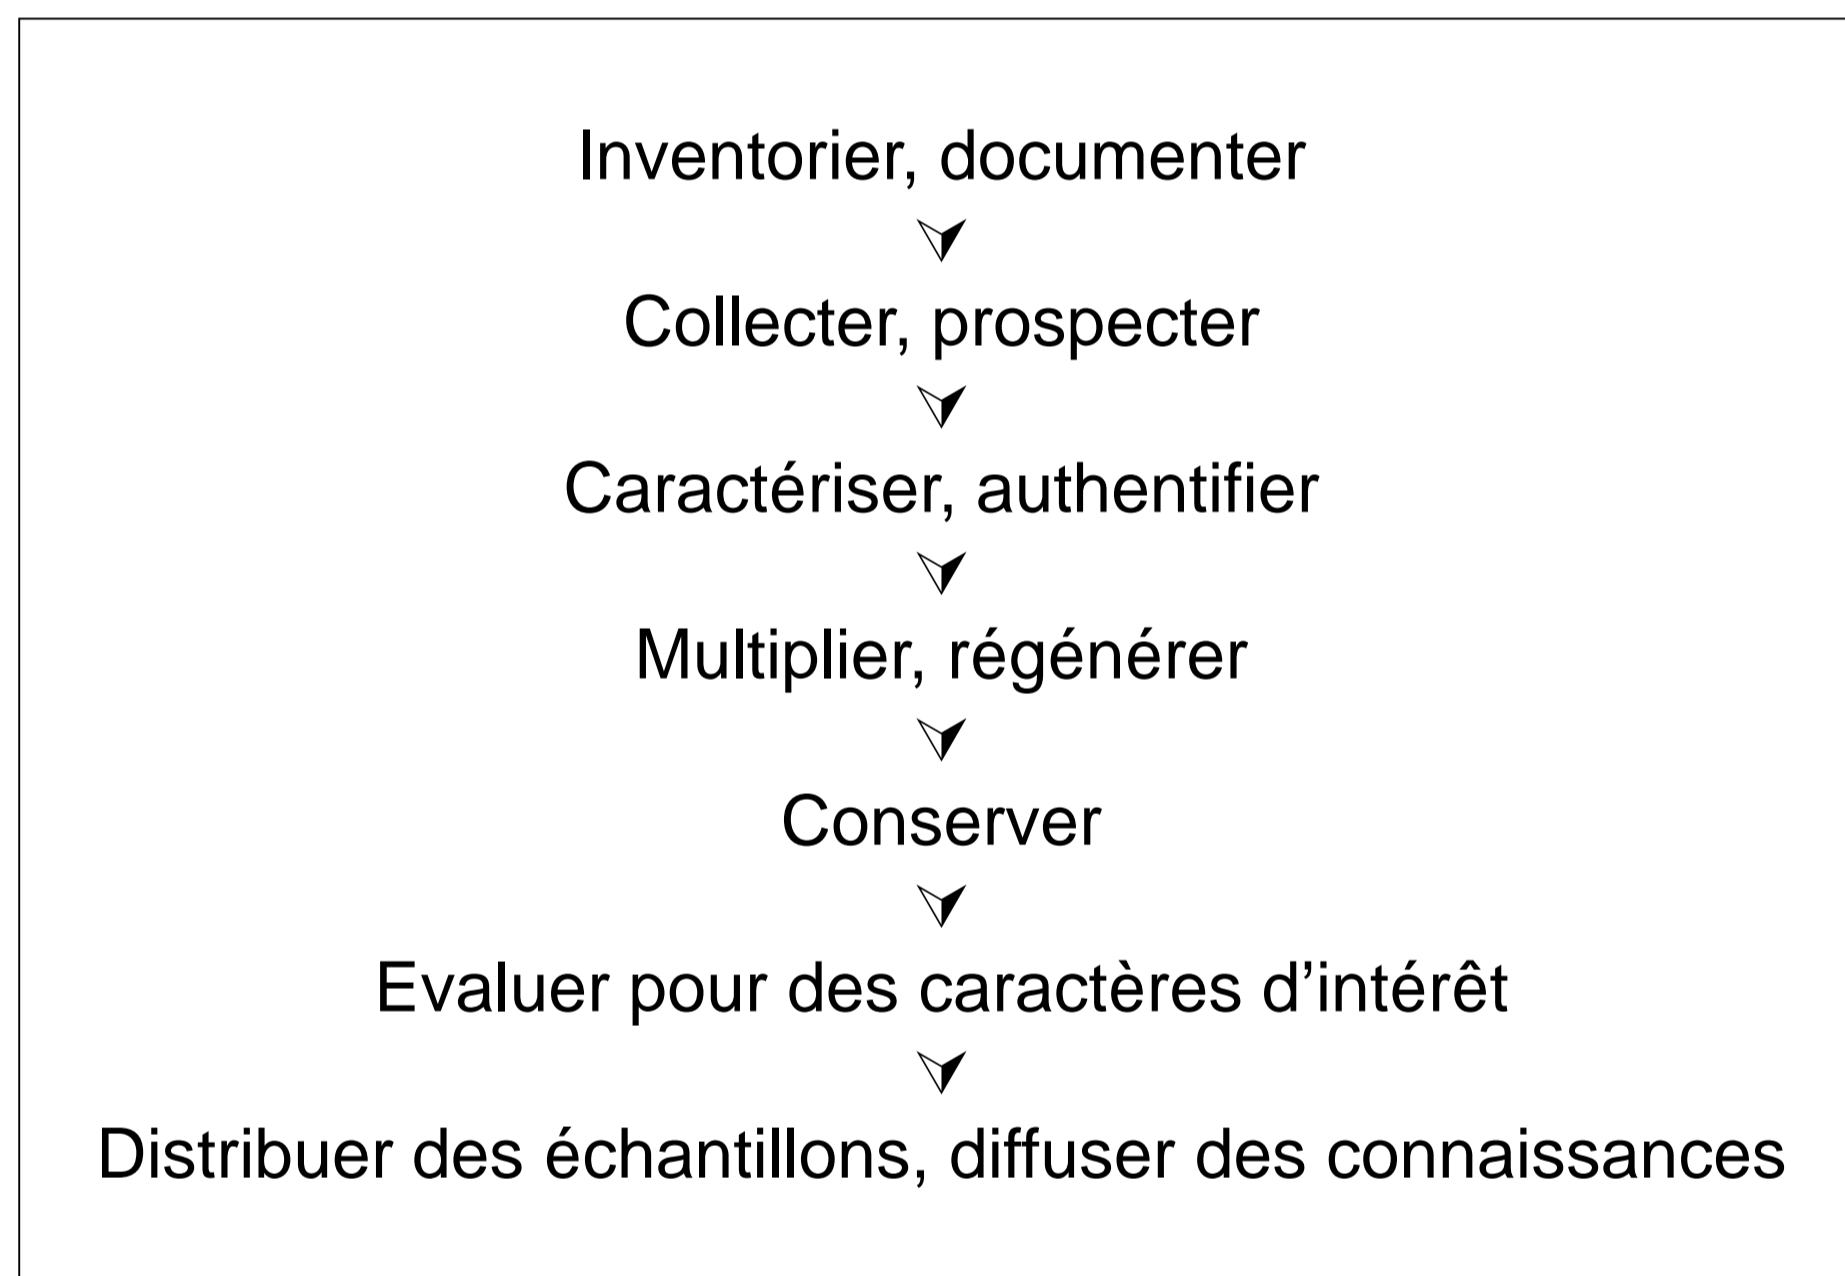 Inventorier, documenter
Collecter, prospecter
Caractériser, authentifier
Multiplier, régénérer
Conserver
Evaluer pour des caractères d’intérêt
Distribuer des échantillons, diffuser des connaissances